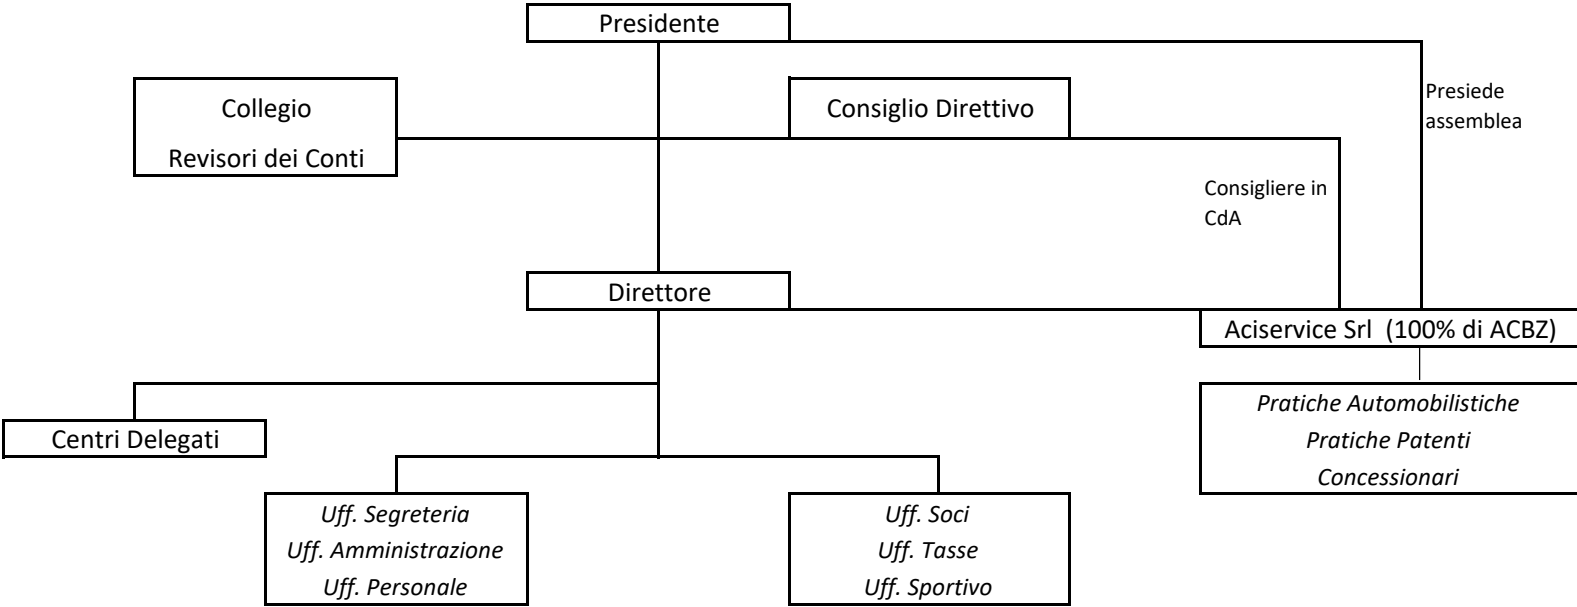 Presidente
Collegio
Revisori dei Conti
Consiglio Direttivo
Presiede
assemblea
Consigliere in
CdA
Direttore
Aciservice Srl  (100% di ACBZ)
Centri Delegati
Pratiche Automobilistiche
Pratiche Patenti
Concessionari
Uff. Segreteria
Uff. Amministrazione
Uff. Personale
Uff. Soci
Uff. Tasse
Uff. Sportivo